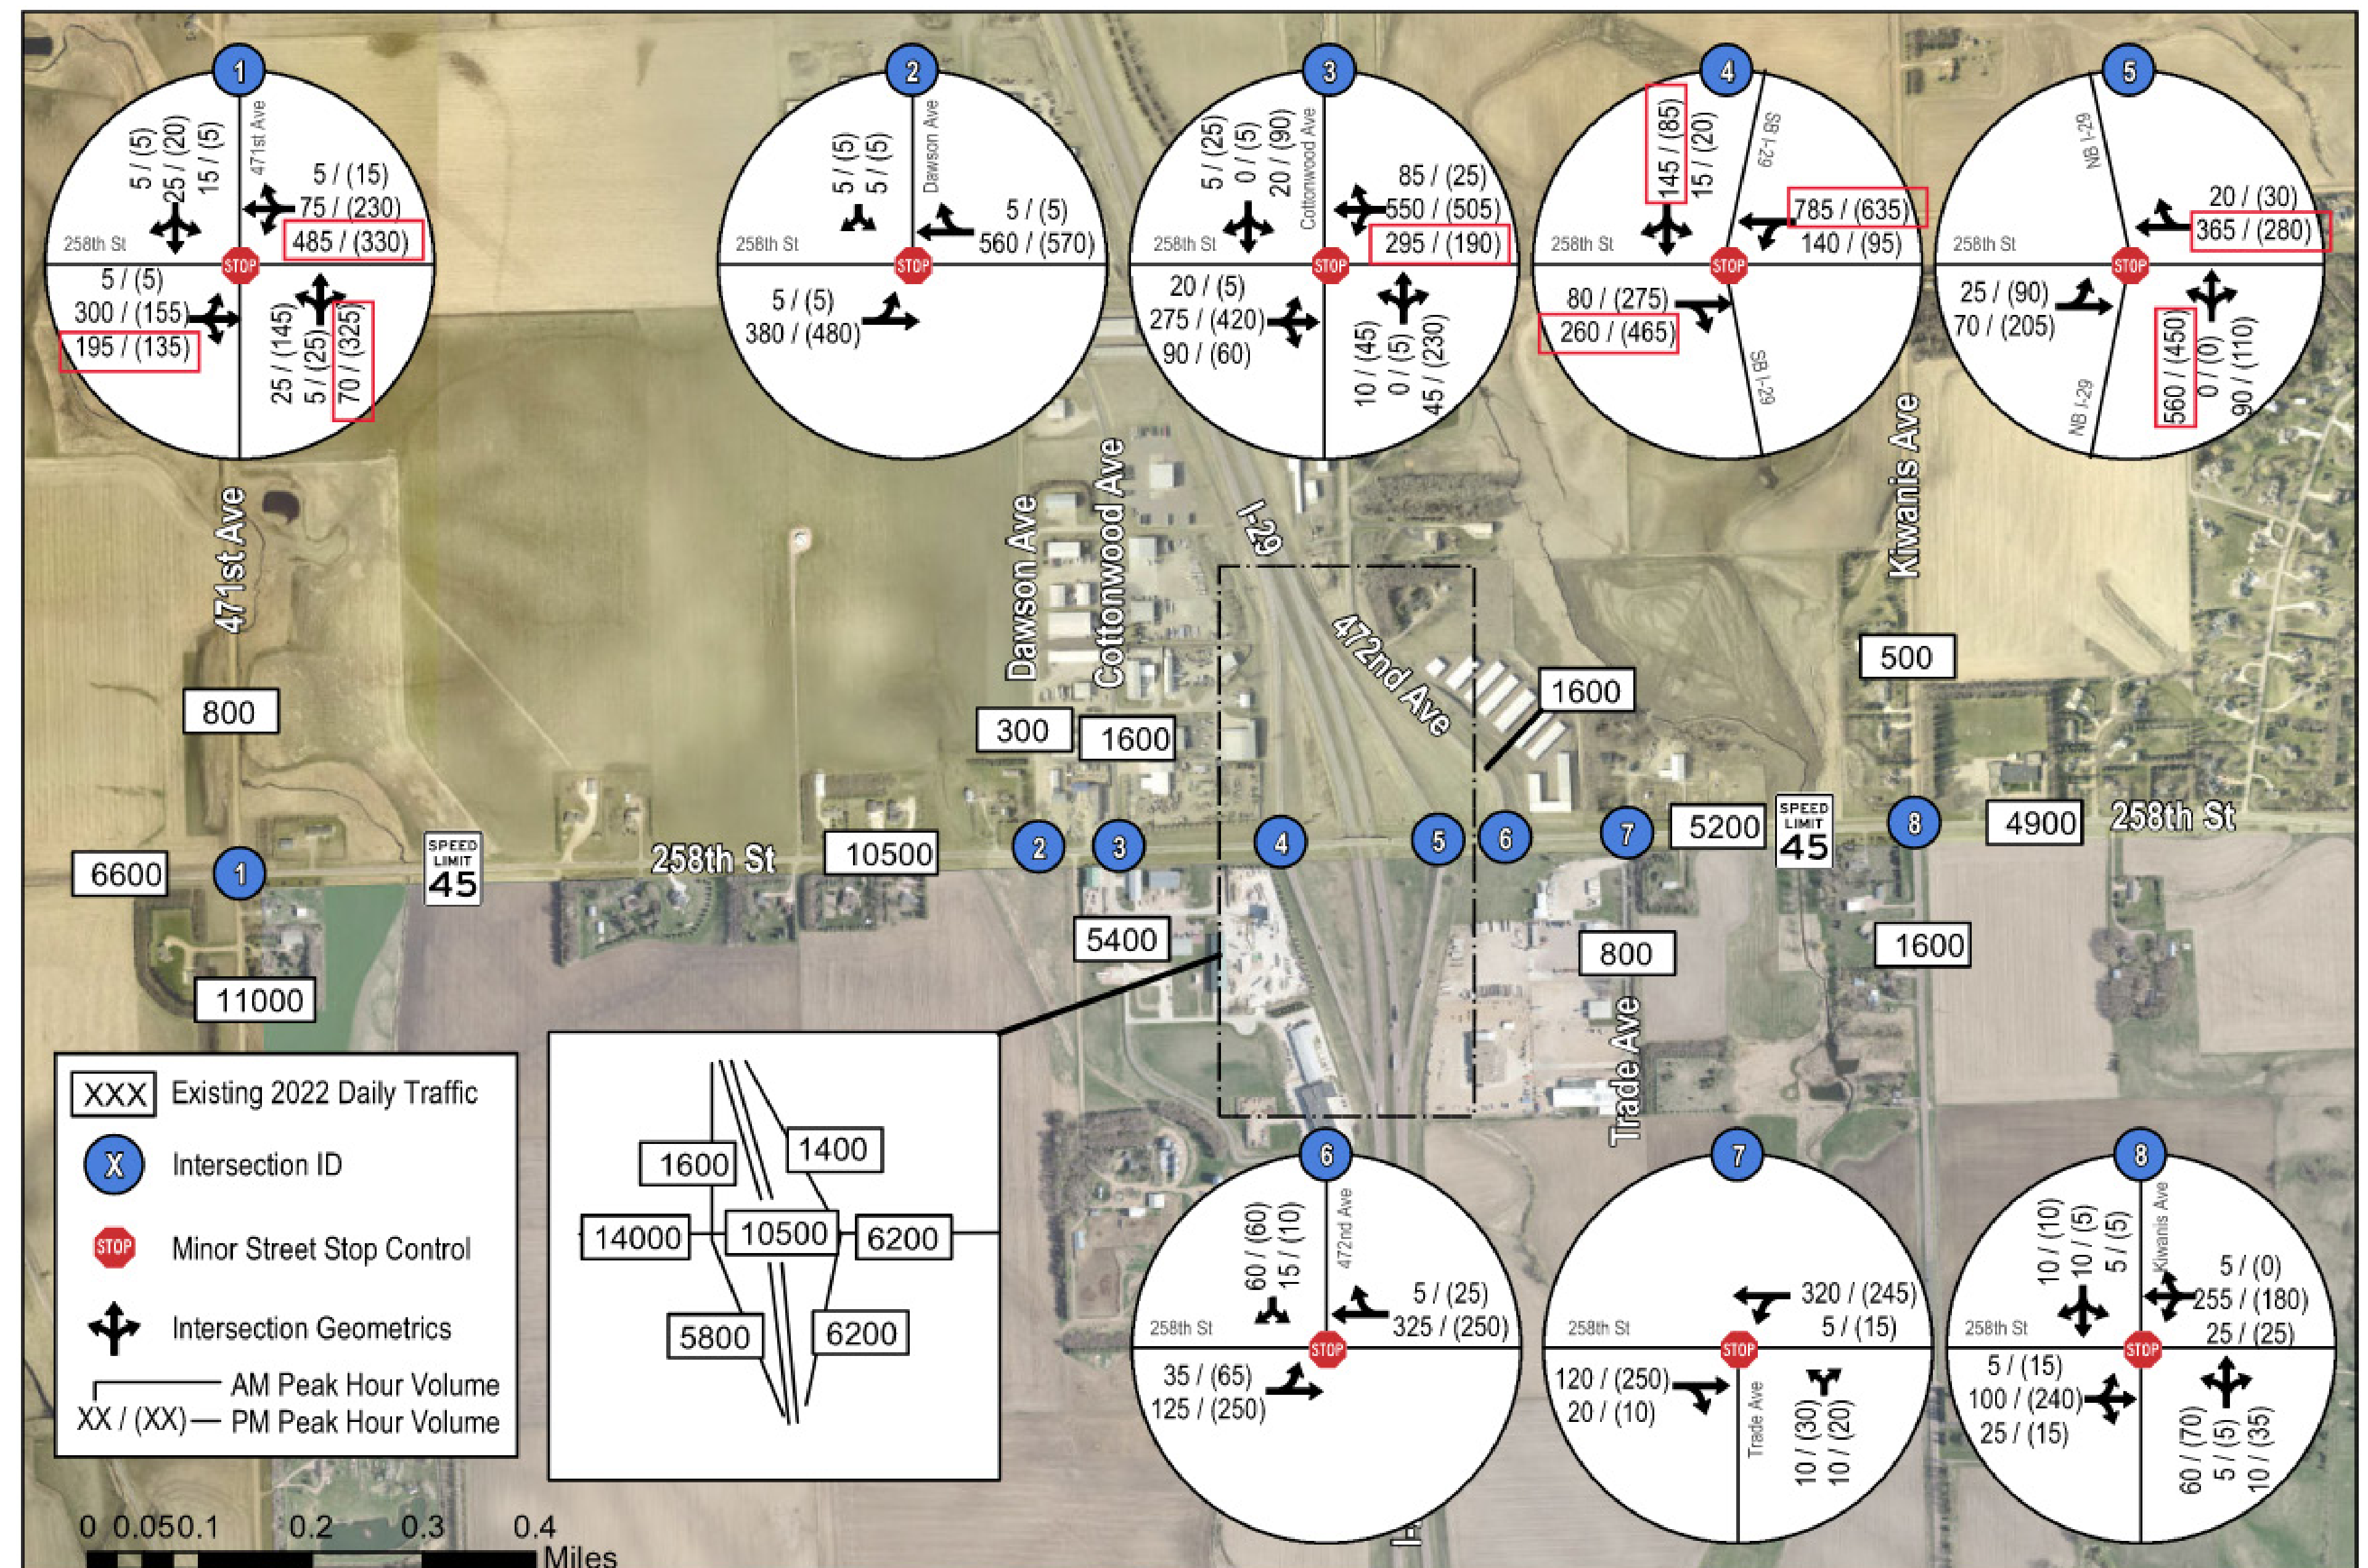 1
5 / (5)
25 / (20)
15 / (5)
471st Ave
5 / (15)
75 / (230)
485 / (330)
258th St
STOP
5 / (5)
300 / (155)
195 / (135)
25 / (145)
5 / (25)
70 / (325)
2
5 / (5)
5 / (5)
Dawson Ave
5 / (5)
560 / (570)
258th St
STOP
5 / (5)
380 / (480)
3
5 / (25)
0 / (5)
20 / (90)
Cottonwood Ave
85 / (25)
550 / (505)
295 / (190)
258th St
STOP
20 / (5)
275 / (420)
90 / (60)
10 / (45)
0 / (5)
45 / (230)
4
145 / (85)
15 / (20)
SB I-29
785 / (635)
140 / (95)
258th St
STOP
80 / (275)
260 / (465)
SB I-29
5
NB I-29
20 / (30)
365 / (280)
258th St
STOP
25 / (90)
70 / (205)
NB I-29
560 / (450)
0 / (0)
90 / (110)
471st Ave
Dawson Ave
Cottonwood Ave
I-29
472nd Ave
Kiwanis Ave
800
300
1600
1600
500
6600
1
SPEED
LIMIT
45
258th St
10500
2
3
4
5
6
7
5200
SPEED
LIMIT
45
8
4900
258th St
11000
5400
800
1600
Trade Ave
XXX Existing 2022 Daily Traffic
X Intersection ID
STOP Minor Street Stop Control
Intersection Geometrics
AM Peak Hour Volume
XX / (XX) PM Peak Hour Volume
1600
1400
14000
10500
6200
5800
6200
6
60 / (60)
15 / (10)
472nd Ave
5 / (25)
325 / (250)
258th St
STOP
35 / (65)
125 / (250)
7
320 / (245)
5 / (15)
258th St
STOP
120 / (250)
20 / (10)
Trade Ave
10 / (30)
10 / (20)
8
10 / (10)
10 / (5)
5 / (5)
Kiwanis Ave
5 / (0)
255 / (180)
25 / (25)
258th St
STOP
5 / (15)
100 / (240)
25 / (15)
60 / (70)
5 / (5)
10 / (35)
0 0.05 0.1 0.2 0.3 0.4
Miles